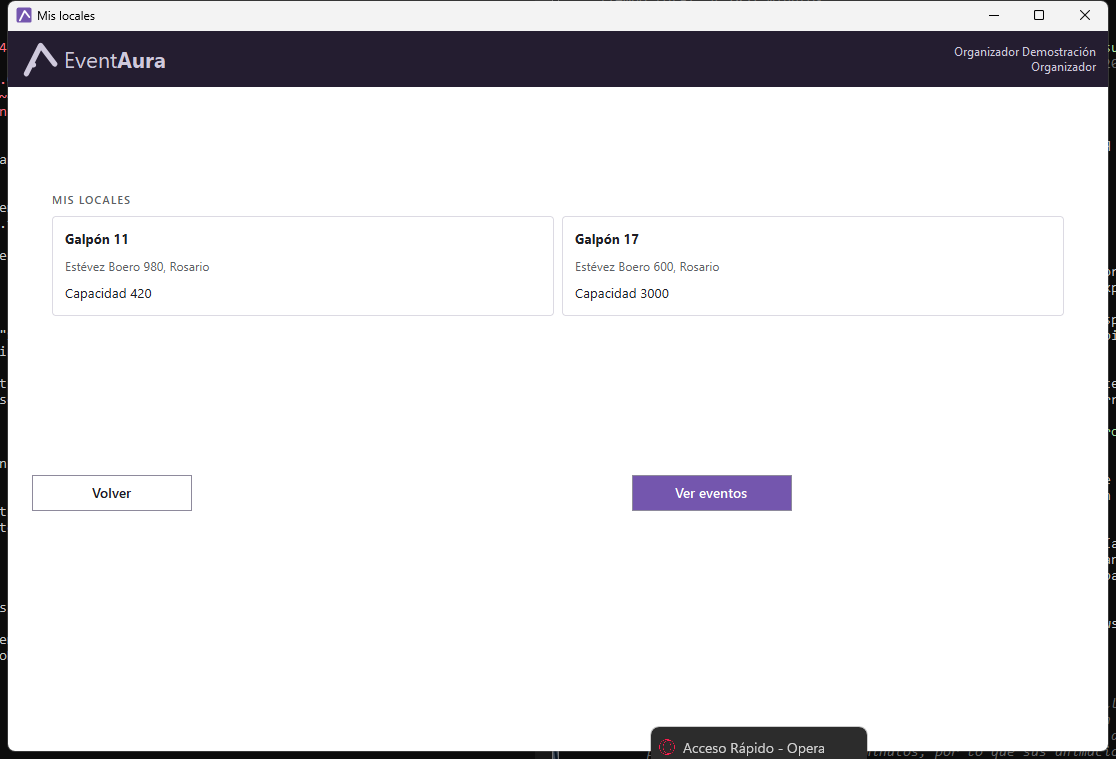 Mis locales
EventAura
Organizador Demostración
Organizador
MIS LOCALES
Galpón 11
Estévez Boero 980, Rosario
Capacidad 420
Galpón 17
Estévez Boero 600, Rosario
Capacidad 3000
Volver
Ver eventos
Acceso Rápido - Opera